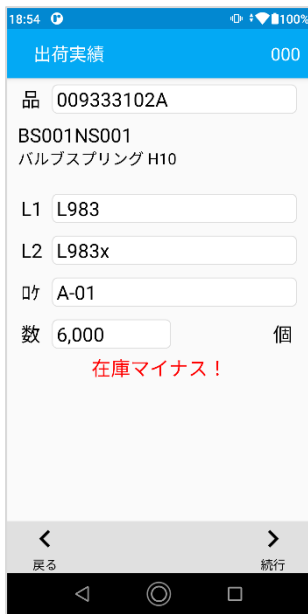 18:54 100%
出荷実績 000
品 009333102A
BS001NS001
バルブスプリング H10
L1 L983
L2 L983x
ﾛｹ A-01
数 6,000 個
在庫マイナス！
戻る 続行